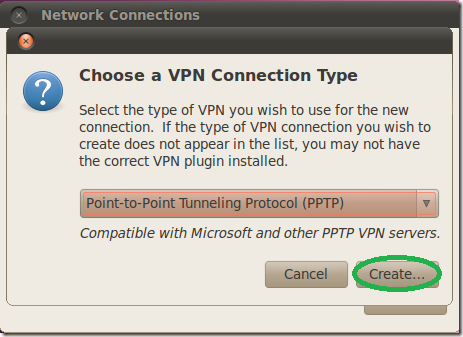 Network Connections
Choose a VPN Connection Type
Select the type of VPN you wish to use for the new
connection. If the type of VPN connection you wish to
create does not appear in the list, you may not have
the correct VPN plugin installed.
Point-to-Point Tunneling Protocol (PPTP)
Compatible with Microsoft and other PPTP VPN servers.
Cancel
Create...